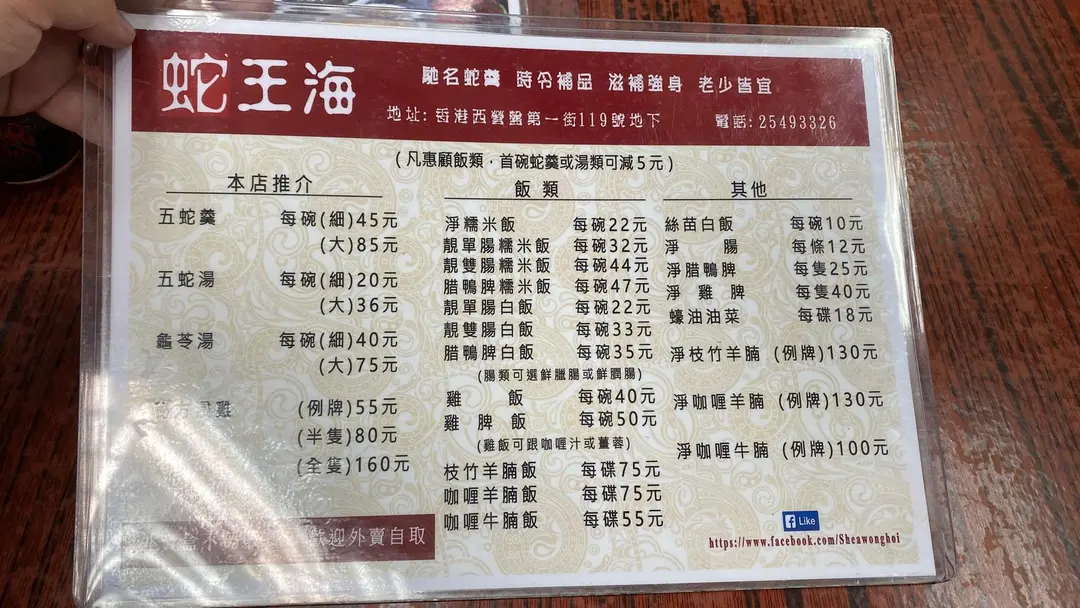 蛇王海
馳名蛇羹 時令補品 滋補強身 老少皆宜
地址: 香港西營盤第一街119號地下
電話: 25493326
(凡惠顧飯類，首碗蛇羹或湯類可減5元)
本店推介
五蛇羹 每碗(細)45元
(大)85元
五蛇湯 每碗(細)20元
(大)36元
龜苓湯 每碗(細)40元
(大)75元
雞 (例牌)55元
(半隻)80元
(全隻)160元
歡迎外賣自取
飯類
淨糯米飯 每碗22元
靚單腸糯米飯 每碗32元
靚雙腸糯米飯 每碗44元
腊鴨脾糯米飯 每碗47元
靚單腸白飯 每碗22元
靚雙腸白飯 每碗33元
腊鴨脾白飯 每碗35元
(腸類可選鮮臘腸或鮮膶腸)
雞飯 每碗40元
雞脾飯 每碗50元
(雞飯可跟咖喱汁或薑蓉)
枝竹羊腩飯 每碟75元
咖喱羊腩飯 每碟75元
咖喱牛腩飯 每碟55元
其他
絲苗白飯 每碗10元
淨腸 每條12元
淨腊鴨脾 每隻25元
淨雞脾 每隻40元
蠔油油菜 每碟18元
淨枝竹羊腩 (例牌)130元
淨咖喱羊腩 (例牌)130元
淨咖喱牛腩 (例牌)100元
f Like
https://www.facebook.com/Sheawonghoi